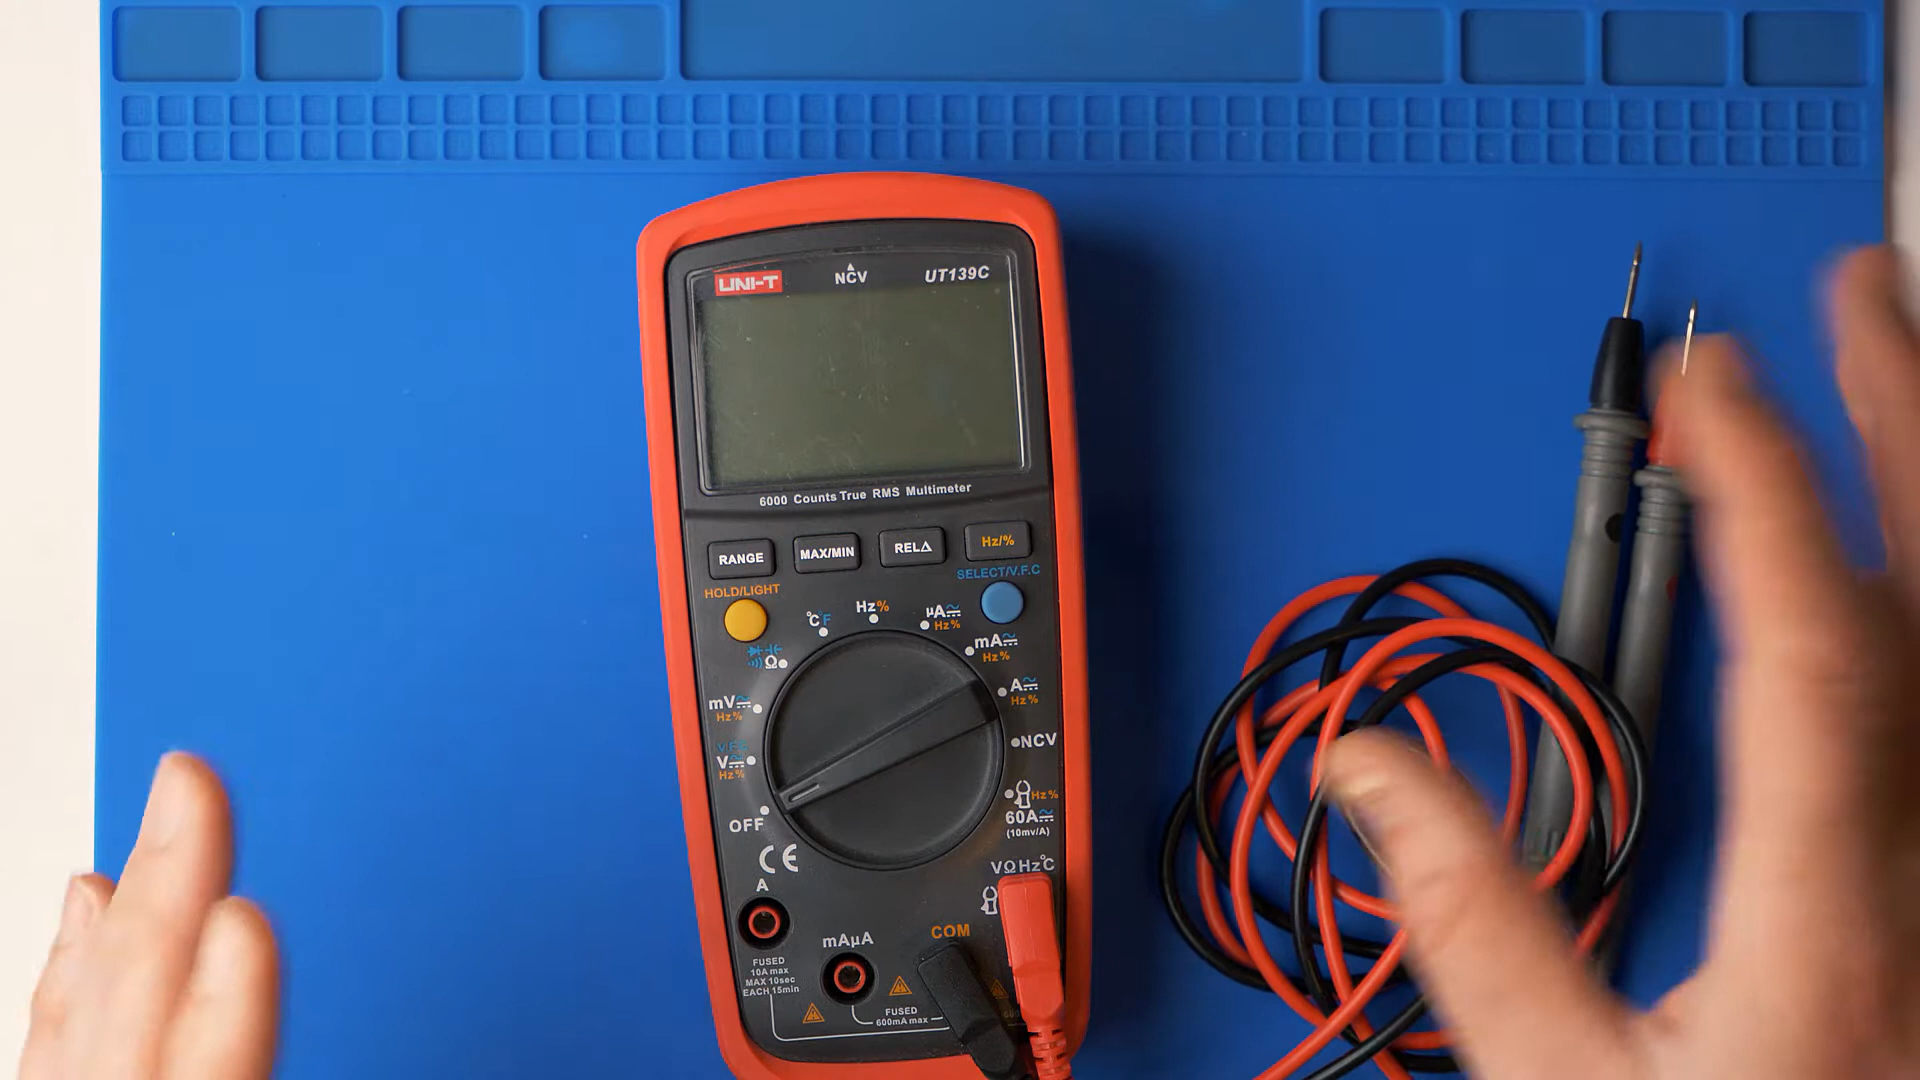 UNI-T
NCV
UT139C
6000 Counts True RMS Multimeter
RANGE
MAX/MIN
REL△
Hz/%
HOLD/LIGHT
SELECT/V.F.C
°C°F
Hz%
µA
Hz%
mA
Hz%
A
Hz%
NCV
Hz%
60A
(10mv/A)
Ω
mV
Hz%
V.F.C
V
Hz%
OFF
CE
A
FUSED
10A max
MAX 10sec
EACH 15min
mAµA
FUSED
600mA max
COM
VΩHz°C